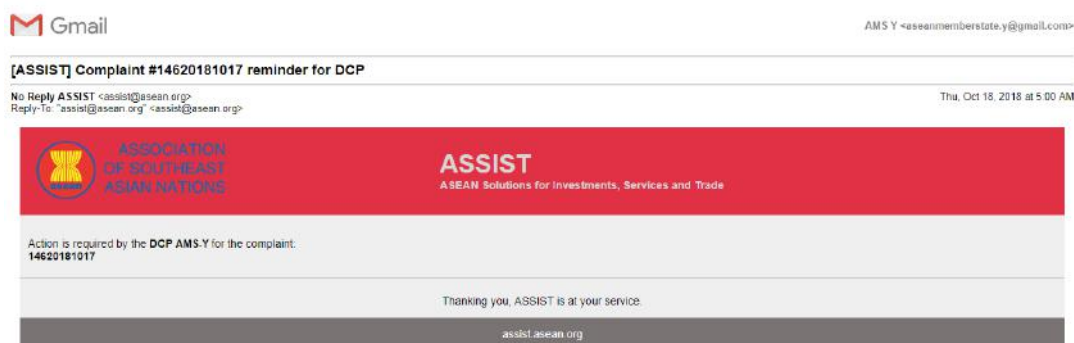 Gmail
AMS Y <aseanmemberstate.y@gmail.com>
[ASSIST] Complaint #14620181017 reminder for DCP
No Reply ASSIST <assist@asean.org>
Thu, Oct 18, 2018 at 5:00 AM
Reply-To: "assist@asean.org" <assist@asean.org>
ASSOCIATION
OF SOUTHEAST
ASIAN NATIONS
asean
ASSIST
ASEAN Solutions for Investments, Services and Trade
Action is required by the DCP AMS-Y for the complaint:
14620181017
Thanking you, ASSIST is at your service.
assist.asean.org